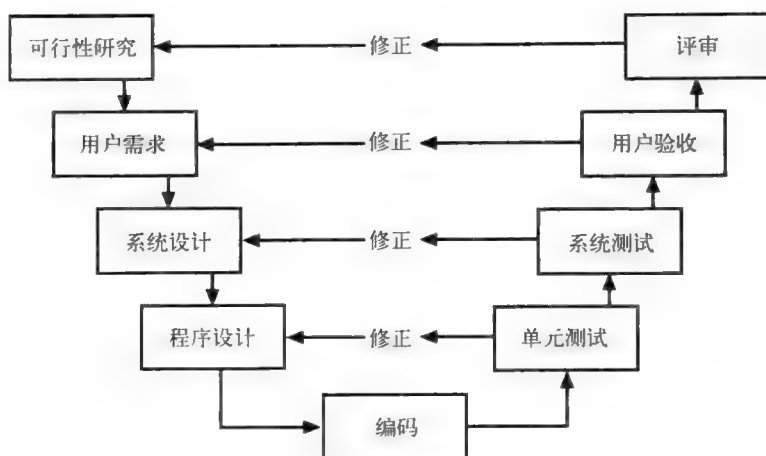 可行性研究 修正 评审
用户需求 修正 用户验收
系统设计 修正 系统测试
程序设计 修正 单元测试
编码